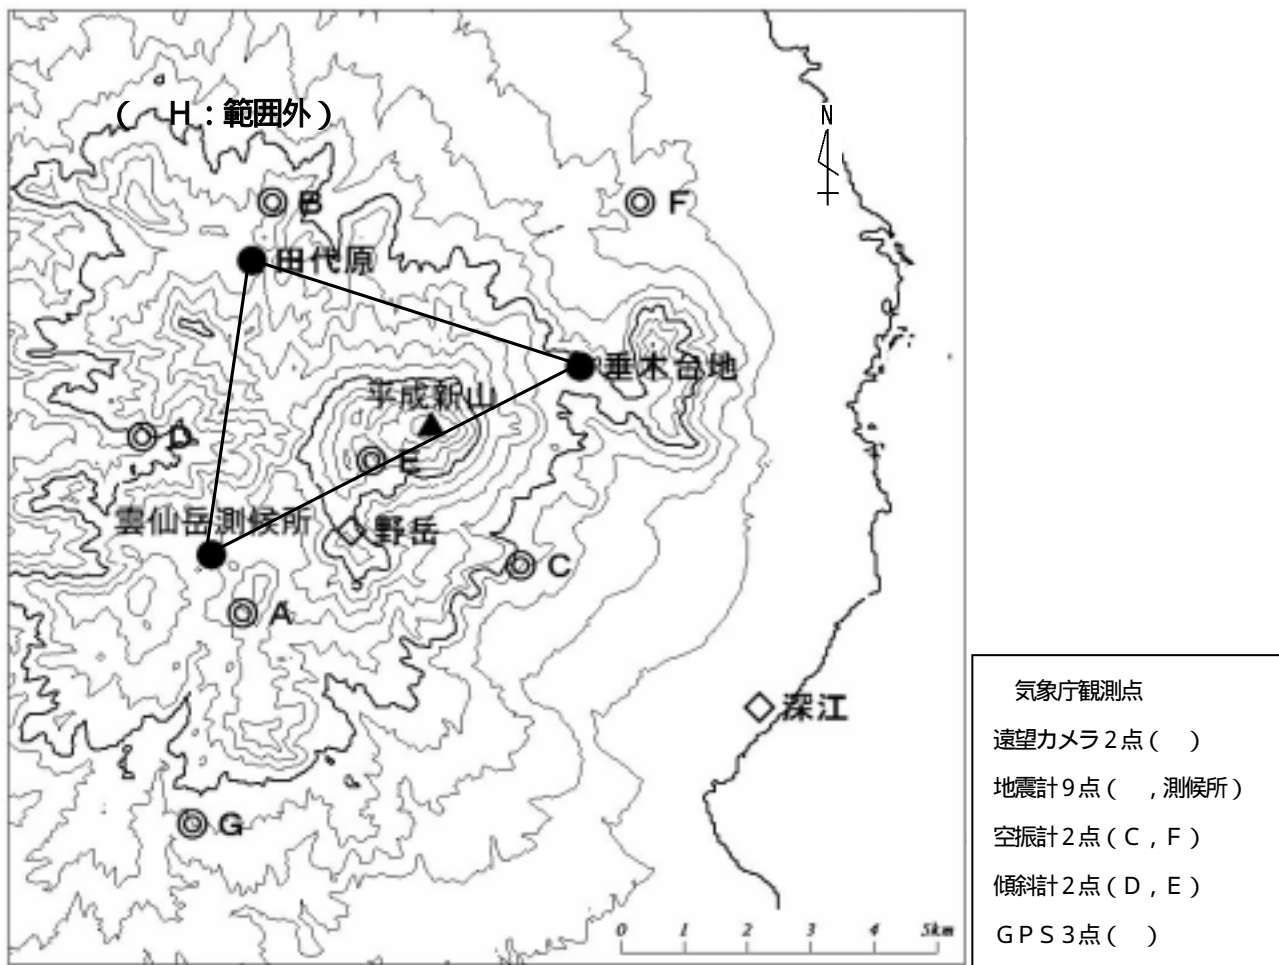 (　H：範囲外)
N
B
F
田代原
垂木台地
平成新山
D
E
雲仙岳測候所
野岳
C
A
深江
G
0 1 2 3 4 5km
気象庁観測点
遠望カメラ２点(　)
地震計９点(　,測候所)
空振計２点(Ｃ,Ｆ)
傾斜計２点(Ｄ,Ｅ)
ＧＰＳ３点(　)